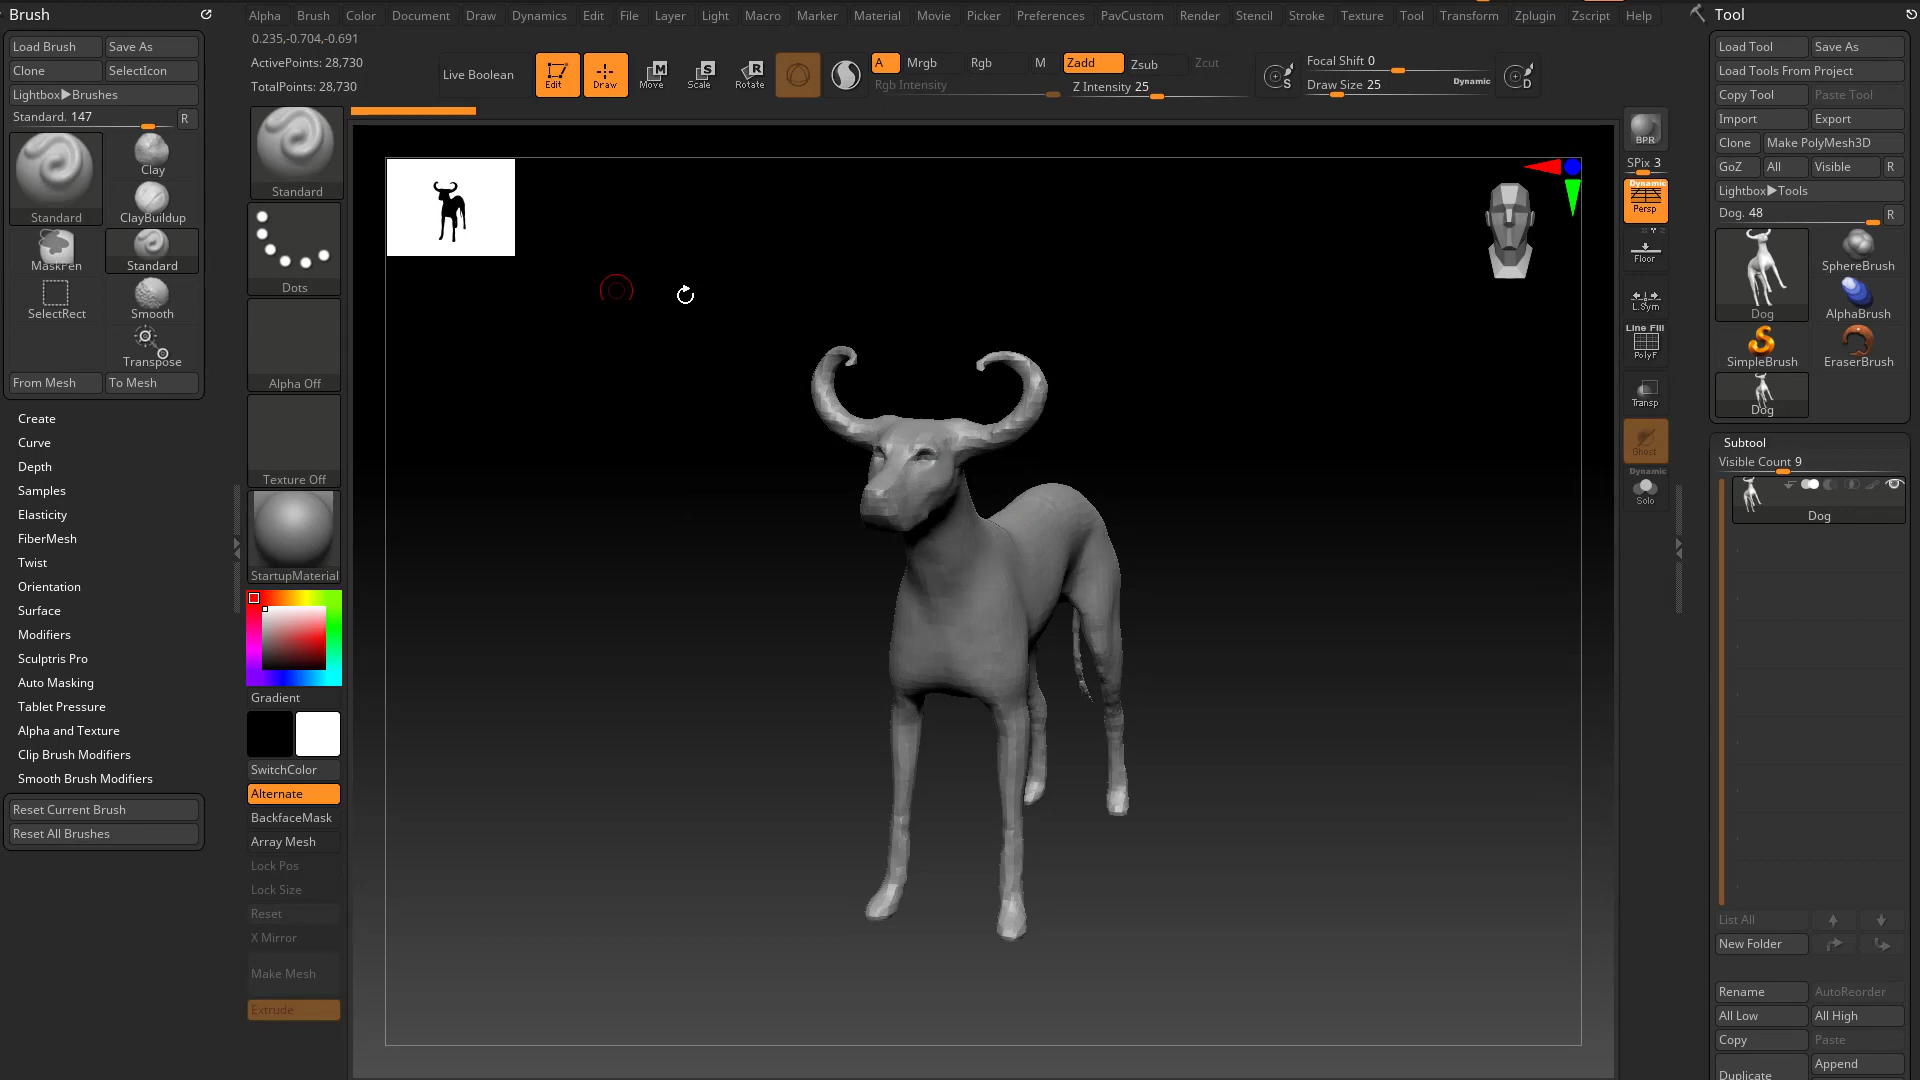 Brush
Load Brush Save As
Clone SelectIcon
Lightbox▶Brushes
Standard. 147 R
Standard
Clay
ClayBuildup
MaskPen
Standard
SelectRect
Smooth
Transpose
From Mesh To Mesh
Create
Curve
Depth
Samples
Elasticity
FiberMesh
Twist
Orientation
Surface
Modifiers
Sculptris Pro
Auto Masking
Tablet Pressure
Alpha and Texture
Clip Brush Modifiers
Smooth Brush Modifiers
Reset Current Brush
Reset All Brushes
Alpha Brush Color Document Draw Dynamics Edit File Layer Light Macro Marker Material Movie Picker Preferences PavCustom Render Stencil Stroke Texture Tool Transform Zplugin Zscript Help
0.235,-0.704,-0.691
ActivePoints: 28,730
TotalPoints: 28,730
Live Boolean
Edit
Draw
M
Move
S
Scale
R
Rotate
A Mrgb Rgb M
Rgb Intensity
Zadd Zsub Zcut
Z Intensity 25
S
Focal Shift 0
Draw Size 25 Dynamic
D
Standard
Dots
Alpha Off
Texture Off
StartupMaterial
Gradient
SwitchColor
Alternate
BackfaceMask
Array Mesh
Lock Pos
Lock Size
Reset
X Mirror
Make Mesh
Extrude
BPR
SPix 3
Dynamic
Persp
Floor
L.Sym
Line Fill
PolyF
Transp
Ghost
Dynamic
Solo
Tool
Load Tool Save As
Load Tools From Project
Copy Tool Paste Tool
Import Export
Clone Make PolyMesh3D
GoZ All Visible R
Lightbox▶Tools
Dog. 48 R
Dog
SphereBrush
AlphaBrush
SimpleBrush
EraserBrush
Dog
Subtool
Visible Count 9
Dog
List All
New Folder
Rename AutoReorder
All Low All High
Copy Paste
Duplicate Append